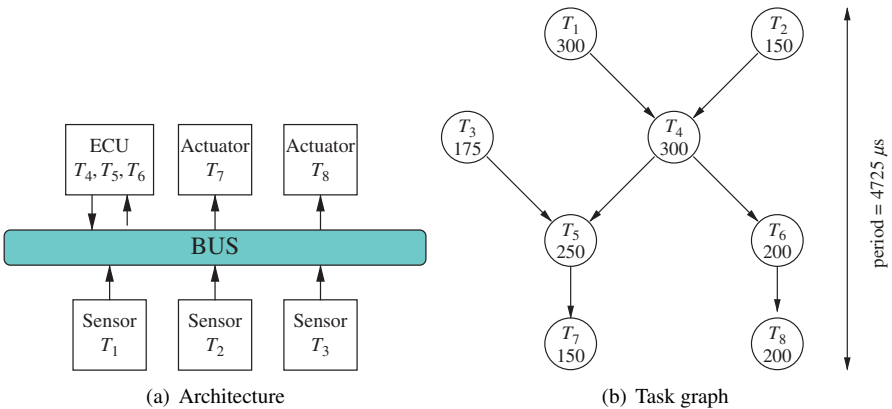 ECU
T4, T5, T6
Actuator
T7
Actuator
T8
BUS
Sensor
T1
Sensor
T2
Sensor
T3
(a) Architecture
T1
300
T2
150
T3
175
T4
300
T5
250
T6
200
T7
150
T8
200
period = 4725 μs
(b) Task graph